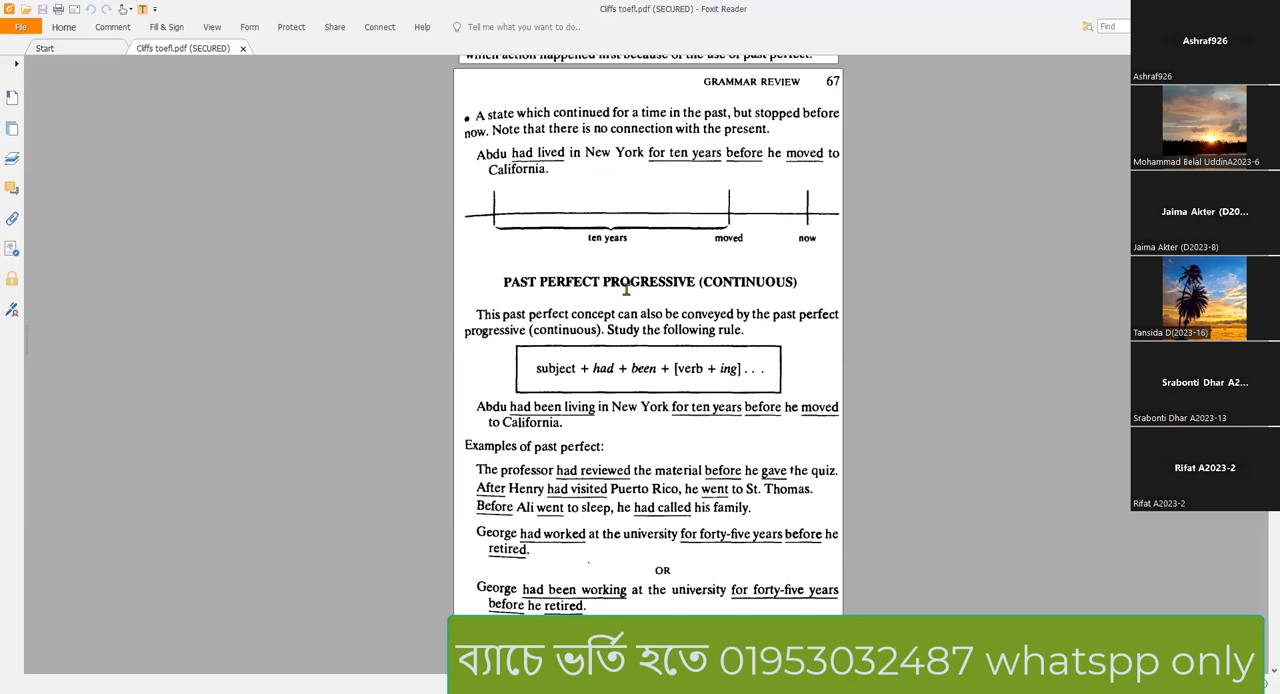 Cliffs toefl.pdf (SECURED) - Foxit Reader
File Home Comment Fill & Sign View Form Protect Share Connect Help Tell me what you want to do.. Find
Start Cliffs toefl.pdf (SECURED)
which action happened first because of the use of past perfect.
GRAMMAR REVIEW 67
• A state which continued for a time in the past, but stopped before
now. Note that there is no connection with the present.
Abdu had lived in New York for ten years before he moved to
California.
ten years moved now
PAST PERFECT PROGRESSIVE (CONTINUOUS)
This past perfect concept can also be conveyed by the past perfect
progressive (continuous). Study the following rule.
subject + had + been + [verb + ing] . . .
Abdu had been living in New York for ten years before he moved
to California.
Examples of past perfect:
The professor had reviewed the material before he gave the quiz.
After Henry had visited Puerto Rico, he went to St. Thomas.
Before Ali went to sleep, he had called his family.
George had worked at the university for forty-five years before he
retired.
OR
George had been working at the university for forty-five years
before he retired.
Ashraf926
Ashraf926
Mohammad Belal UddinA2023-6
Jaima Akter (D20...
Jaima Akter (D2023-8)
Tansida D(2023-16)
Srabonti Dhar A2...
Srabonti Dhar A2023-13
Rifat A2023-2
Rifat A2023-2
ব্যাচে ভর্তি হতে 01953032487 whatspp only